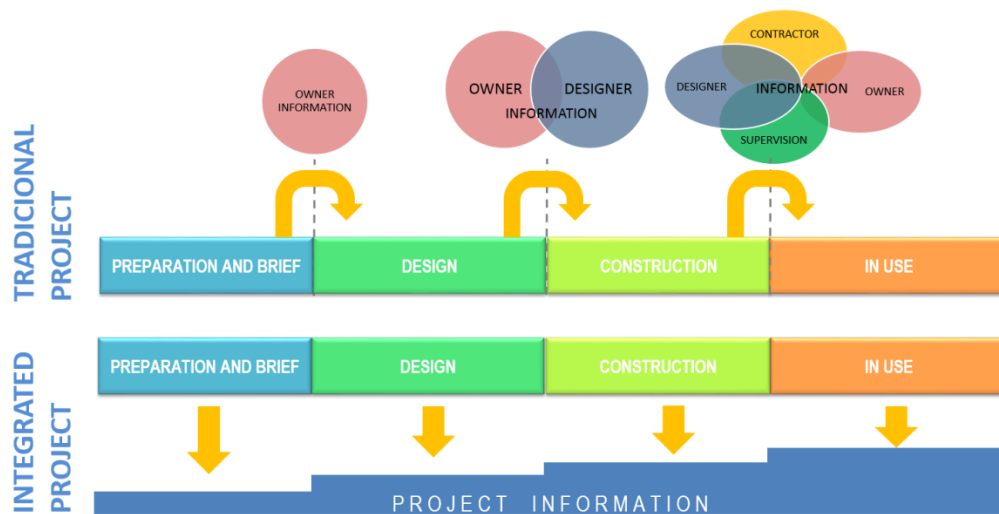 CONTRACTOR
OWNER
INFORMATION
OWNER
DESIGNER
INFORMATION
DESIGNER
INFORMATION
OWNER
SUPERVISION
TRADICIONAL
PROJECT
PREPARATION AND BRIEF
DESIGN
CONSTRUCTION
IN USE
INTEGRATED
PROJECT
PREPARATION AND BRIEF
DESIGN
CONSTRUCTION
IN USE
PROJECT INFORMATION